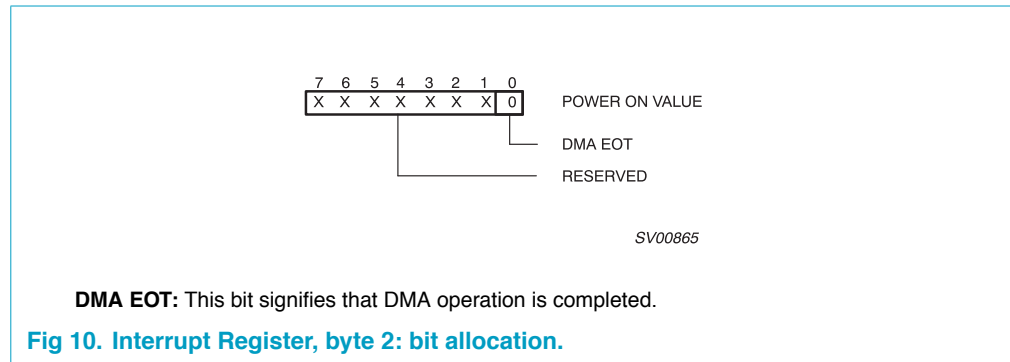 7 6 5 4 3 2 1 0
X X X X X X X 0 POWER ON VALUE
DMA EOT
RESERVED
SV00865
DMA EOT: This bit signifies that DMA operation is completed.
Fig 10. Interrupt Register, byte 2: bit allocation.